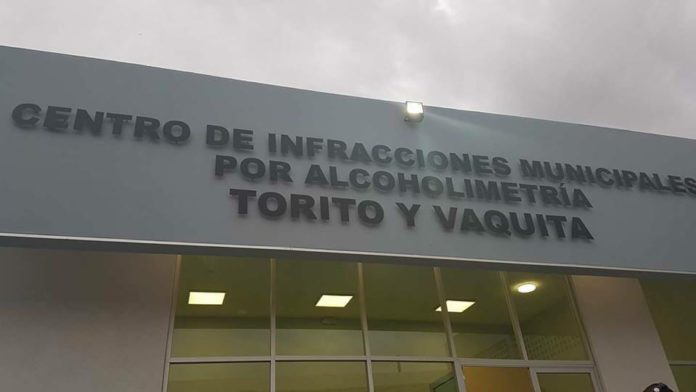 CENTRO DE INFRACCIONES MUNICIPALES
POR ALCOHOLIMETRÍA
TORITO Y VAQUITA